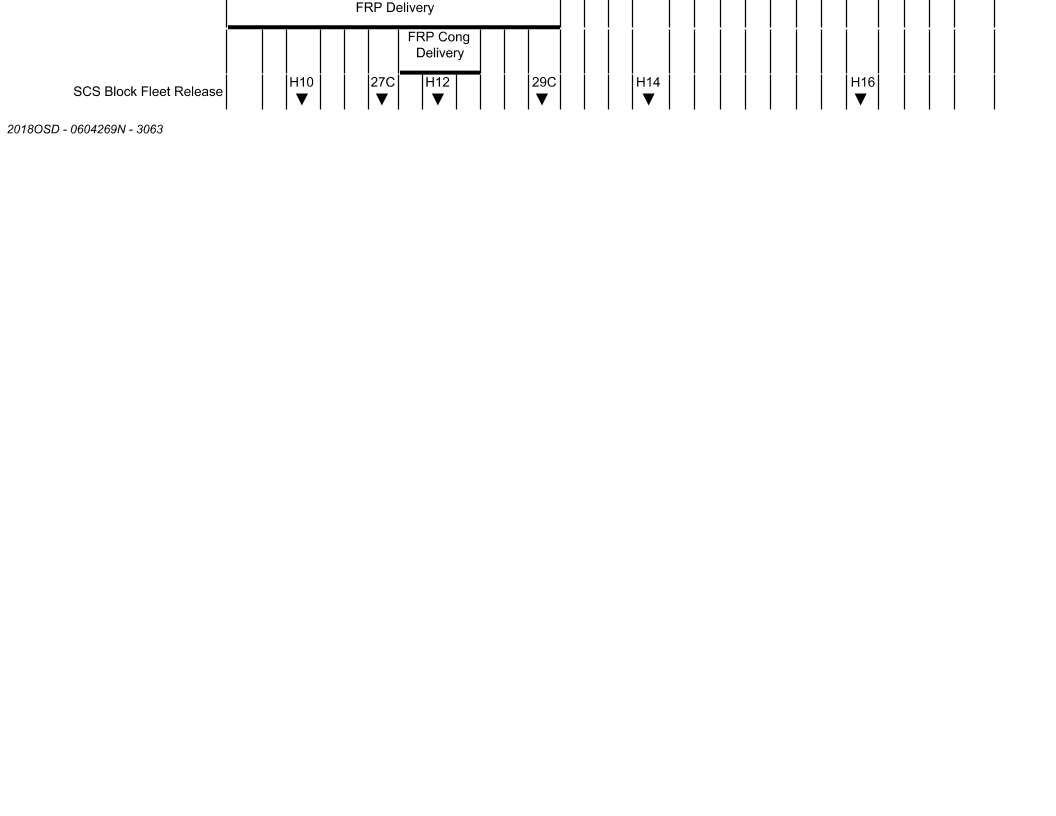 FRP Delivery
FRP Cong
Delivery
SCS Block Fleet Release H10 27C H12 29C H14 H16
2018OSD - 0604269N - 3063